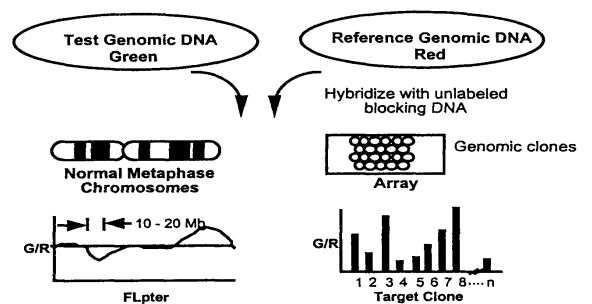 Test Genomic DNA
Green
Reference Genomic DNA
Red
Hybridize with unlabeled
blocking DNA
Normal Metaphase
Chromosomes
Genomic clones
Array
10 - 20 Mb
G/R
FLpter
G/R
1 2 3 4 5 6 7 8 .... n
Target Clone